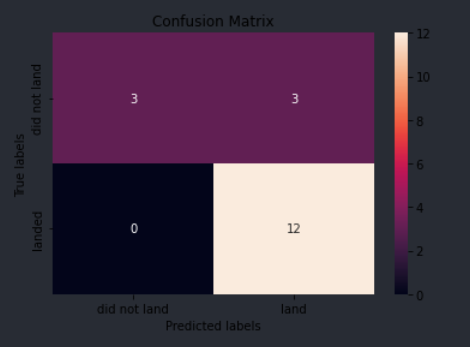 Confusion Matrix
True labels
did not land
3 3
landed
0 12
did not land land
Predicted labels
12
10
8
6
4
2
0